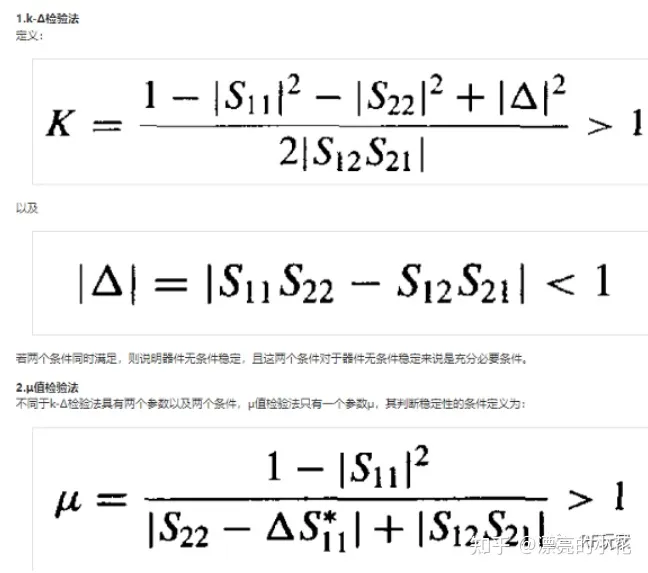 1.k-Δ检验法
定义：
K = \frac{1 - |S_{11}|^2 - |S_{22}|^2 + |\Delta|^2}{2|S_{12}S_{21}|} > 1
以及
|\Delta| = |S_{11}S_{22} - S_{12}S_{21}| < 1
若两个条件同时满足，则说明器件无条件稳定，且这两个条件对于器件无条件稳定来说是充分必要条件。
2.μ值检验法
不同于k-Δ检验法具有两个参数以及两个条件，μ值检验法只有一个参数μ，其判断稳定性的条件定义为：
\mu = \frac{1 - |S_{11}|^2}{|S_{22} - \Delta S_{11}^*| + |S_{12}S_{21}|} > 1
知乎 @漂亮的小花